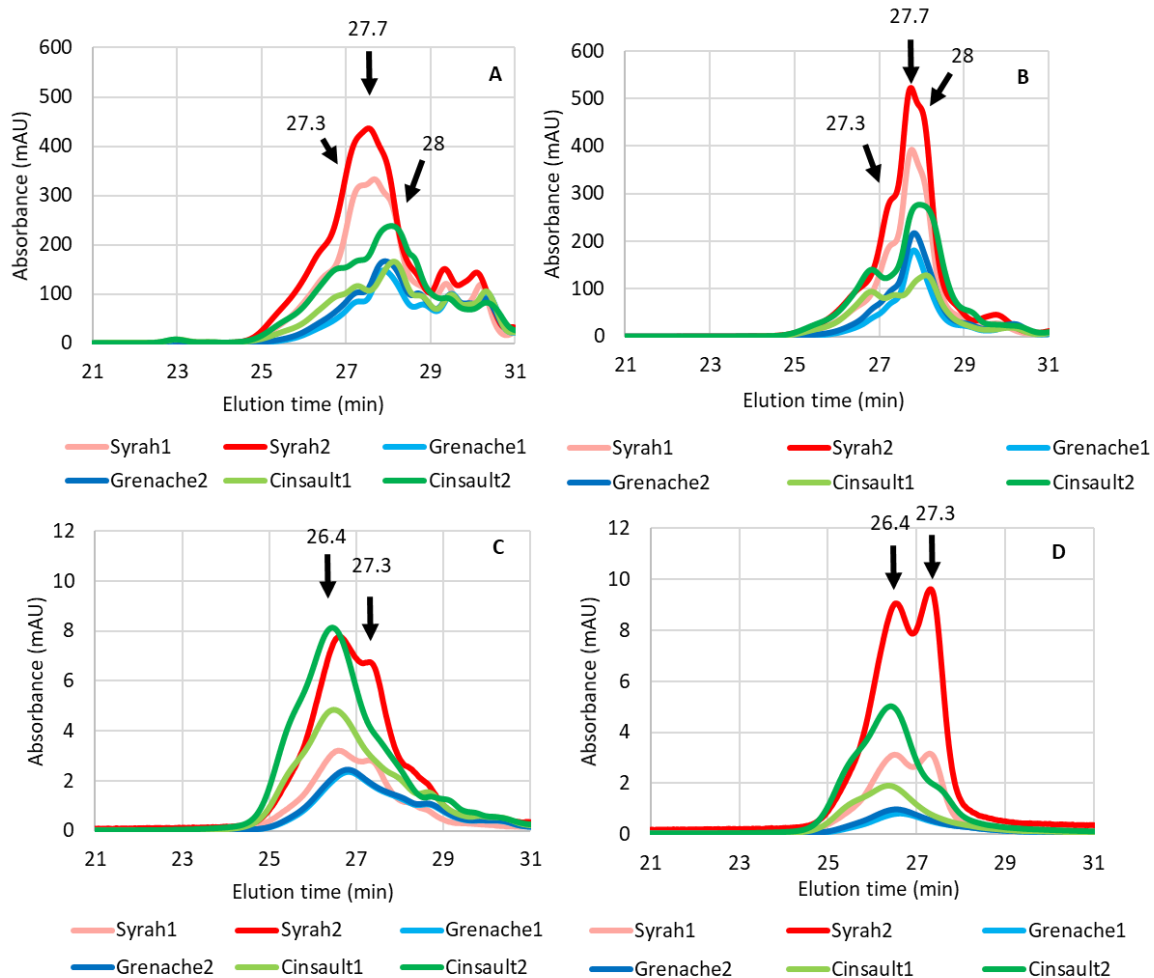 27.7
600
A
500
27.3
400
28
300
200
100
0
21 23 25 27 29 31
Absorbance (mAU)
Elution time (min)
Syrah1 Syrah2 Grenache1
Grenache2 Cinsault1 Cinsault2
27.7
600
28
B
500
27.3
400
300
200
100
0
21 23 25 27 29 31
Absorbance (mAU)
Elution time (min)
Syrah1 Syrah2 Grenache1
Grenache2 Cinsault1 Cinsault2
26.4
12
C
27.3
10
8
6
4
2
0
21 23 25 27 29 31
Absorbance (mAU)
Elution time (min)
Syrah1 Syrah2 Grenache1
Grenache2 Cinsault1 Cinsault2
27.3
26.4
12
D
10
8
6
4
2
0
21 23 25 27 29 31
Absorbance (mAU)
Elution time (min)
Syrah1 Syrah2 Grenache1
Grenache2 Cinsault1 Cinsault2